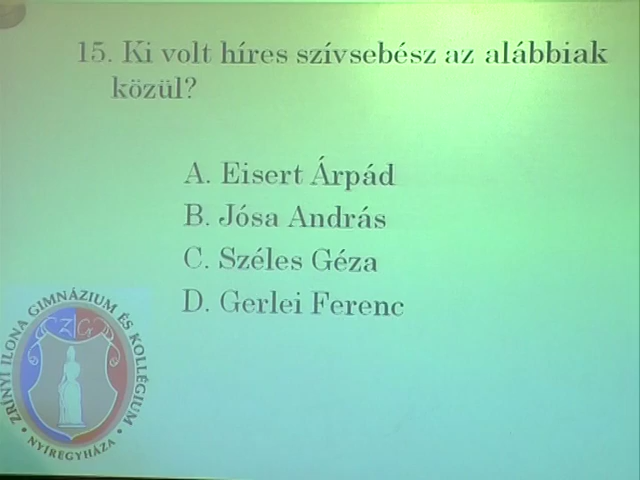 15. Ki volt híres szívsebész az alábbiak
közül?
A. Eisert Árpád
B. Jósa András
C. Széles Géza
D. Gerlei Ferenc
ZRÍNYI ILONA GIMNÁZIUM ÉS KOLLÉGIUM
Z G
• NYÍREGYHÁZA •